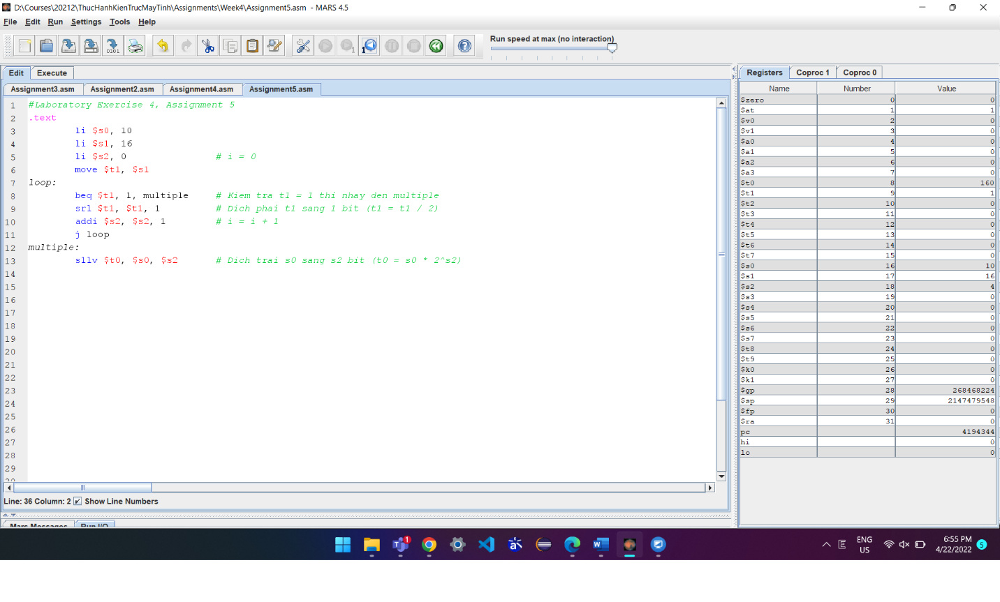 D:\Courses\20212\ThucHanhKienTrucMayTinh\Assignments\Week4\Assignment5.asm - MARS 4.5
File Edit Run Settings Tools Help
Run speed at max (no interaction)
Edit Execute
Assignment3.asm Assignment2.asm Assignment4.asm Assignment5.asm
1 #Laboratory Exercise 4, Assignment 5
2 .text
3 li $s0, 10
4 li $s1, 16
5 li $s2, 0 # i = 0
6 move $t1, $s1
7 loop:
8 beq $t1, 1, multiple # Kiem tra t1 = 1 thi nhay den multiple
9 srl $t1, $t1, 1 # Dich phai t1 sang 1 bit (t1 = t1 / 2)
10 addi $s2, $s2, 1 # i = i + 1
11 j loop
12 multiple:
13 sllv $t0, $s0, $s2 # Dich trai s0 sang s2 bit (t0 = s0 * 2^s2)
14
15
16
17
18
19
20
21
22
23
24
25
26
27
28
29
30
Line: 36 Column: 2 Show Line Numbers
Mars Messages Run I/O
Registers Coproc 1 Coproc 0
Name Number Value
$zero 0 0
$at 1 1
$v0 2 0
$v1 3 0
$a0 4 0
$a1 5 0
$a2 6 0
$a3 7 0
$t0 8 160
$t1 9 1
$t2 10 0
$t3 11 0
$t4 12 0
$t5 13 0
$t6 14 0
$t7 15 0
$s0 16 10
$s1 17 16
$s2 18 4
$s3 19 0
$s4 20 0
$s5 21 0
$s6 22 0
$s7 23 0
$t8 24 0
$t9 25 0
$k0 26 0
$k1 27 0
$gp 28 268468224
$sp 29 2147479548
$fp 30 0
$ra 31 0
pc 4194344
hi 0
lo 0
ENG
US
6:55 PM
4/22/2022
5